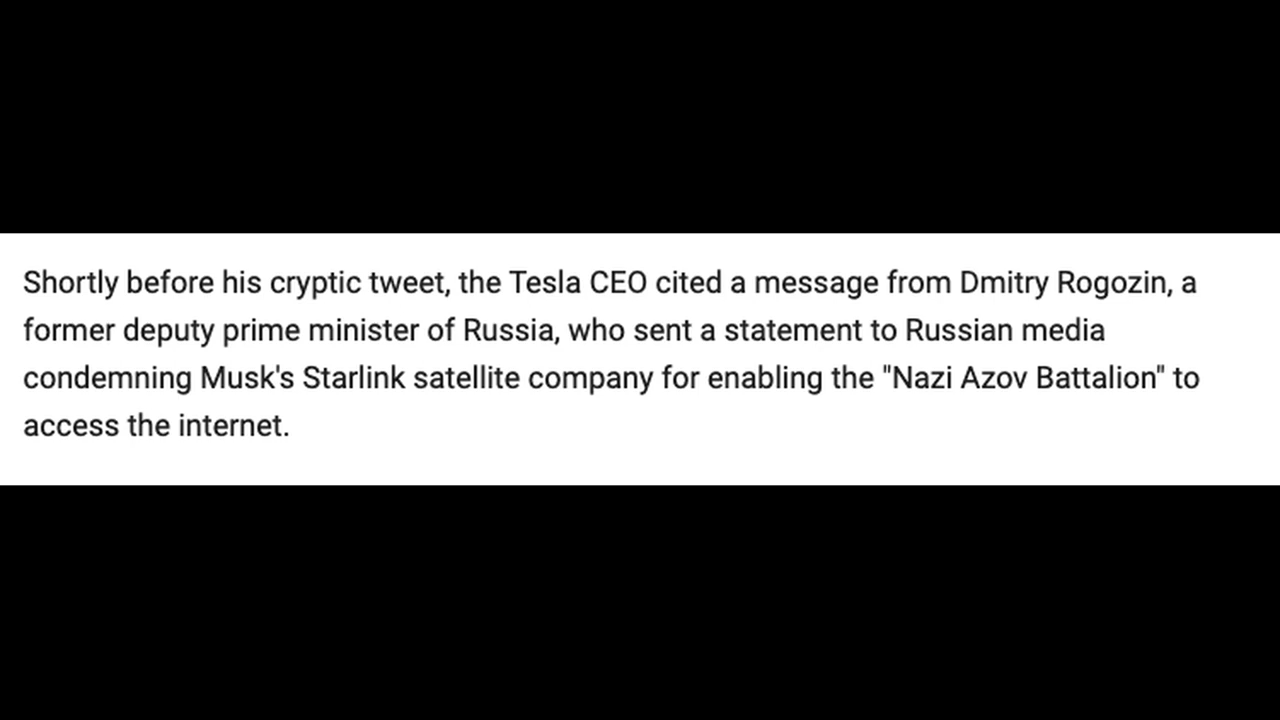 Shortly before his cryptic tweet, the Tesla CEO cited a message from Dmitry Rogozin, a
former deputy prime minister of Russia, who sent a statement to Russian media
condemning Musk's Starlink satellite company for enabling the "Nazi Azov Battalion" to
access the internet.